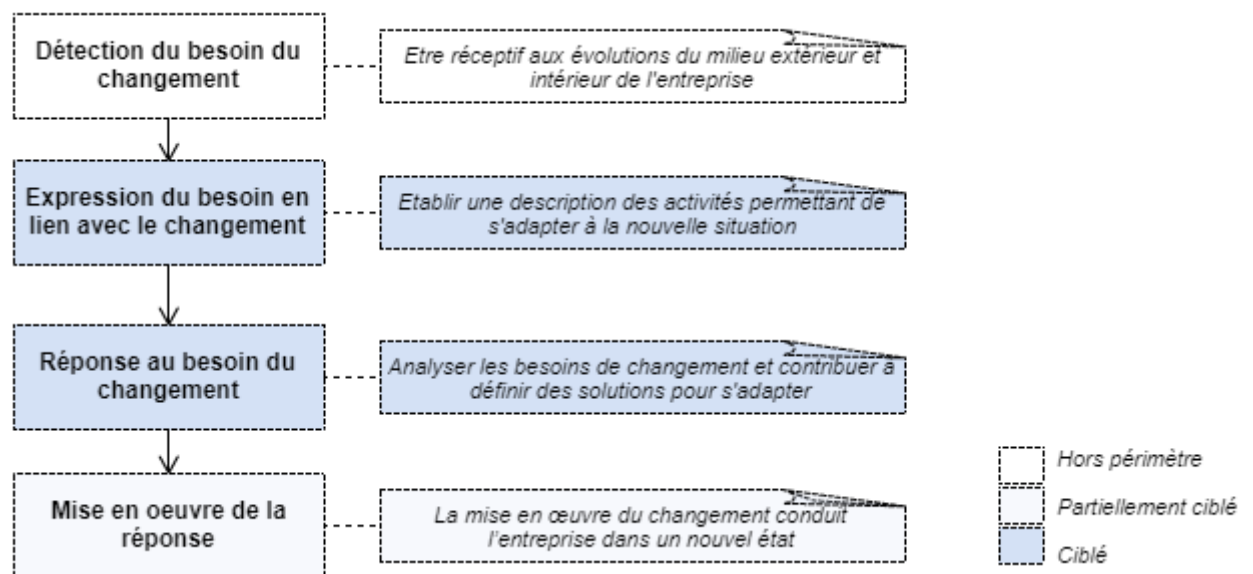 Détection du besoin du
changement
Etre réceptif aux évolutions du milieu extérieur et
intérieur de l'entreprise
Expression du besoin en
lien avec le changement
Etablir une description des activités permettant de
s'adapter à la nouvelle situation
Réponse au besoin du
changement
Analyser les besoins de changement et contribuer à
définir des solutions pour s'adapter
Mise en oeuvre de la
réponse
La mise en œuvre du changement conduit
l'entreprise dans un nouvel état
Hors périmètre
Partiellement ciblé
Ciblé